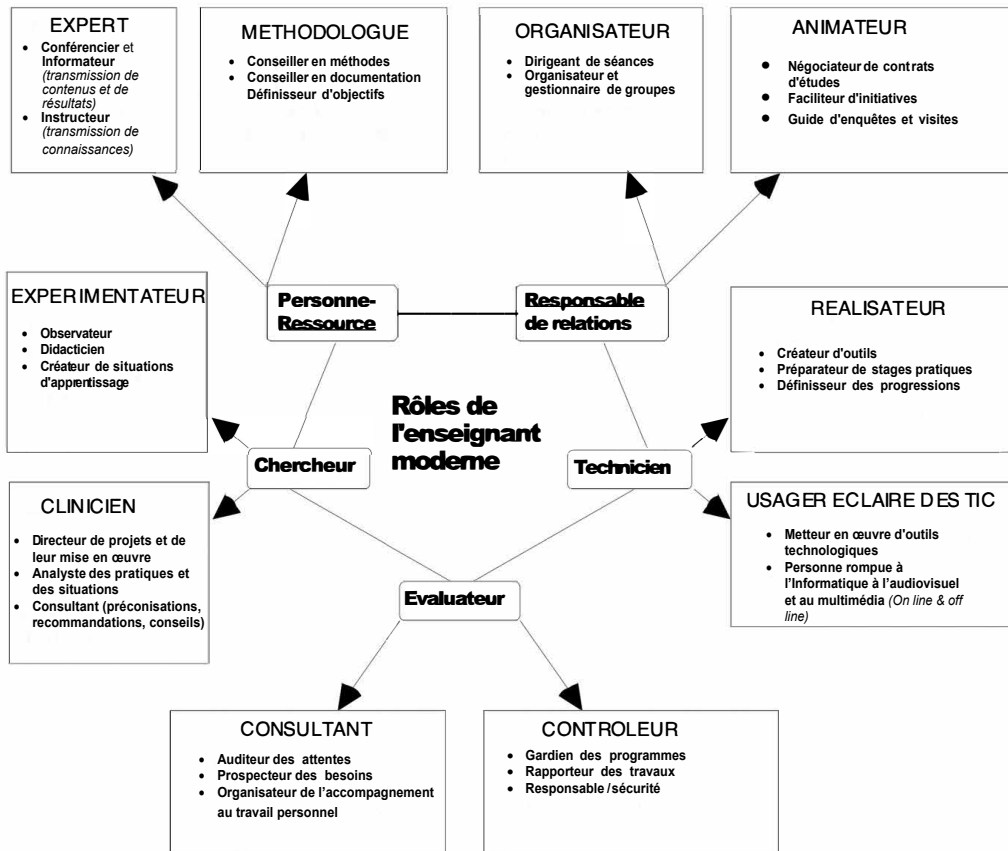 EXPERT
• Conférencier et
Informateur
(transmission de
contenus et de
résultats)
• Instructeur
(transmission de
connaissances)
METHODOLOGUE
• Conseiller en méthodes
• Conseiller en documentation
Définisseur d'objectifs
ORGANISATEUR
• Dirigeant de séances
• Organisateur et
gestionnaire de groupes
ANIMATEUR
• Négociateur de contrats
d'études
• Faciliteur d'initiatives
• Guide d'enquêtes et visites
EXPERIMENTATEUR
• Observateur
• Didacticien
• Créateur de situations
d'apprentissage
Personne-
Ressource
Responsable
de relations
REALISATEUR
• Créateur d'outils
• Préparateur de stages pratiques
• Définisseur des progressions
Rôles de
l'enseignant
moderne
Chercheur
Technicien
CLINICIEN
• Directeur de projets et de
leur mise en œuvre
• Analyste des pratiques et
des situations
• Consultant (préconisations,
recommandations, conseils)
USAGER ECLAIRE DES TIC
• Metteur en œuvre d'outils
technologiques
• Personne rompue à
l'Informatique à l'audiovisuel
et au multimédia (On line & off
line)
Evaluateur
CONSULTANT
• Auditeur des attentes
• Prospecteur des besoins
• Organisateur de l'accompagnement
au travail personnel
CONTROLEUR
• Gardien des programmes
• Rapporteur des travaux
• Responsable/sécurité